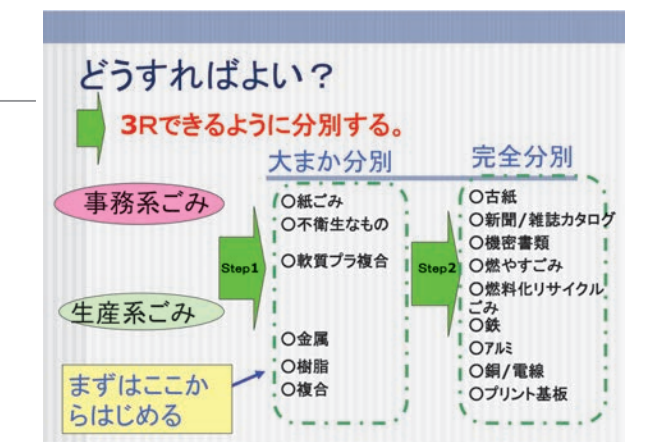 どうすればよい？
3Rできるように分別する。
大まか分別
完全分別
事務系ごみ
生産系ごみ
まずはここか
らはじめる
Step1
○紙ごみ
○不衛生なもの
○軟質プラ複合
○金属
○樹脂
○複合
Step2
○古紙
○新聞/雑誌カタログ
○機密書類
○燃やすごみ
○燃料化リサイクル
ごみ
○鉄
○アルミ
○銅/電線
○プリント基板